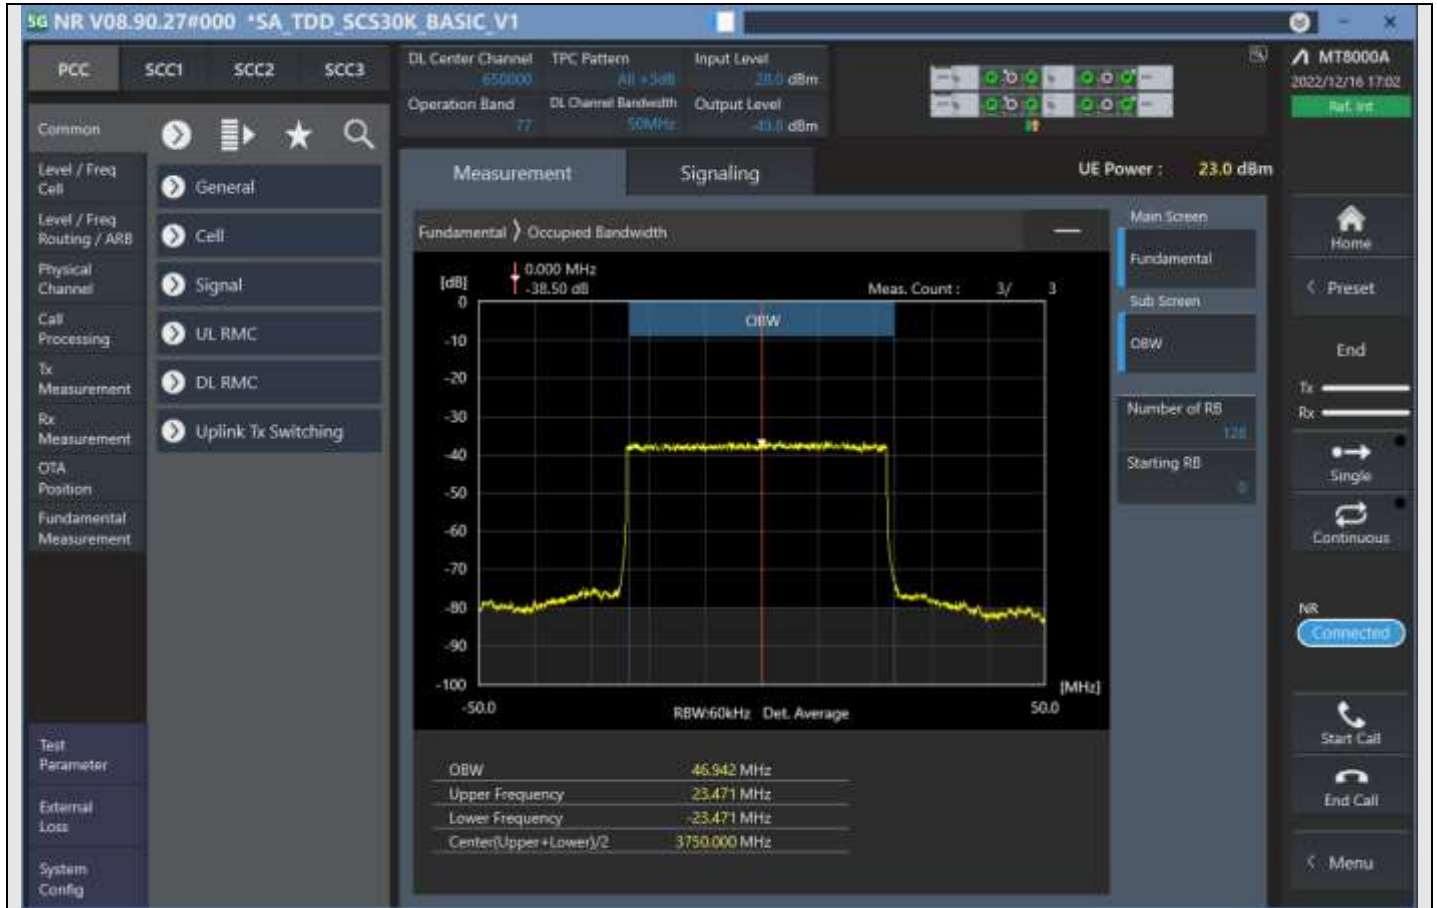 5G NR V08.90.27#000 *SA_TDD_SCS30K_BASIC_V1
PCC SCC1 SCC2 SCC3
DL Center Channel TPC Pattern Input Level
650000 All +3dB 28.0 dBm
Operation Band DL Channel Bandwidth Output Level
77 50MHz dBm
MT8000A
2022/12/16 17:02
Ref. Int
Common
Level / Freq
Cell
Level / Freq
Routing / ARB
Physical
Channel
Call
Processing
Tx
Measurement
Rx
Measurement
OTA
Position
Fundamental
Measurement
Test
Parameter
External
Loss
System
Config
General
Cell
Signal
UL RMC
DL RMC
Uplink Tx Switching
Measurement Signaling
UE Power : 23.0 dBm
Fundamental Occupied Bandwidth
[dB] 0.000 MHz
-38.50 dB Meas. Count : 3/ 3
OBW
0
-10
-20
-30
-40
-50
-60
-70
-80
-90
-100
[MHz]
-50.0 RBW:60kHz Det. Average 50.0
OBW 46.942 MHz
Upper Frequency 23.471 MHz
Lower Frequency -23.471 MHz
Center(Upper+Lower)/2 3750.000 MHz
Main Screen
Fundamental
Sub Screen
OBW
Number of RB
128
Starting RB
0
Home
Preset
End
Tx
Rx
Single
Continuous
NR
Connected
Start Call
End Call
Menu